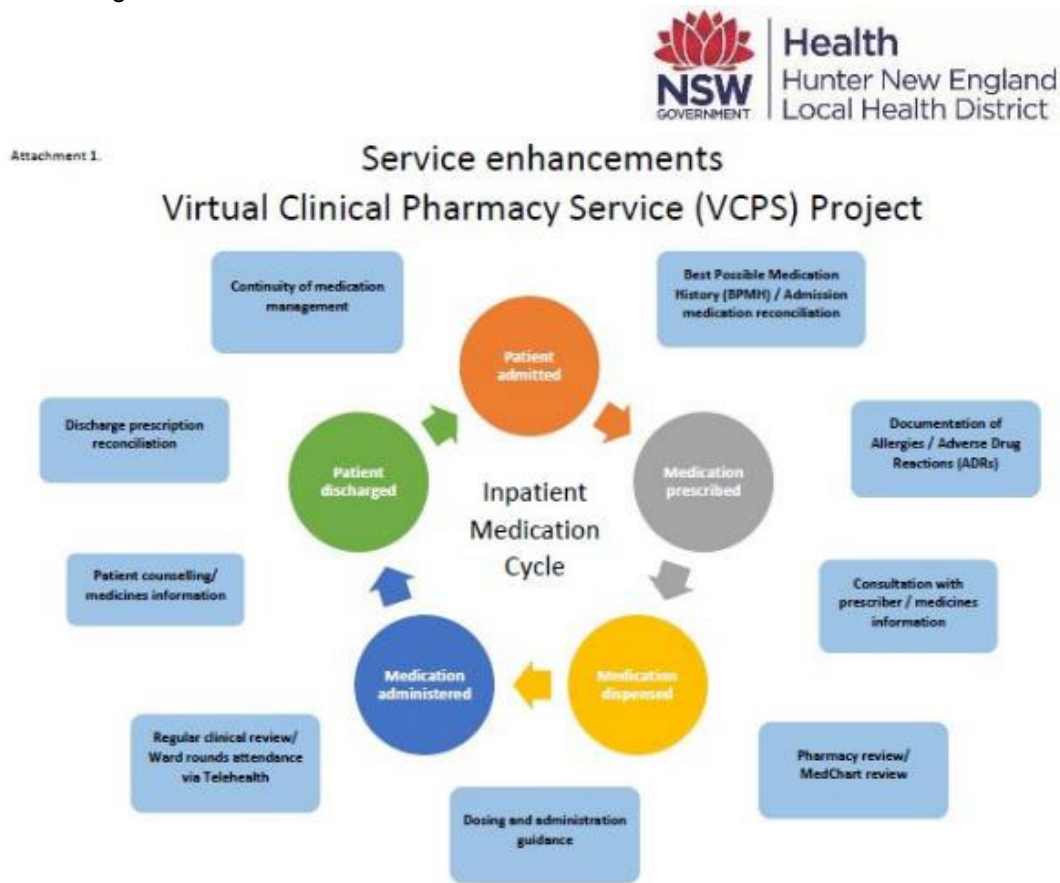 NSW
GOVERNMENT
Health
Hunter New England
Local Health District
Attachment 1.
Service enhancements
Virtual Clinical Pharmacy Service (VCPS) Project
Continuity of medication
management
Best Possible Medication
History (BPMH) / Admission
medication reconciliation
Patient
admitted
Discharge prescription
reconciliation
Documentation of
Allergies / Adverse Drug
Reactions (ADRs)
Patient
discharged
Medication
prescribed
Inpatient
Medication
Cycle
Patient counselling/
medicines information
Consultation with
prescriber / medicines
information
Medication
administered
Medication
dispensed
Regular clinical review/
Ward rounds attendance
via Telehealth
Pharmacy review/
MedChart review
Dosing and administration
guidance